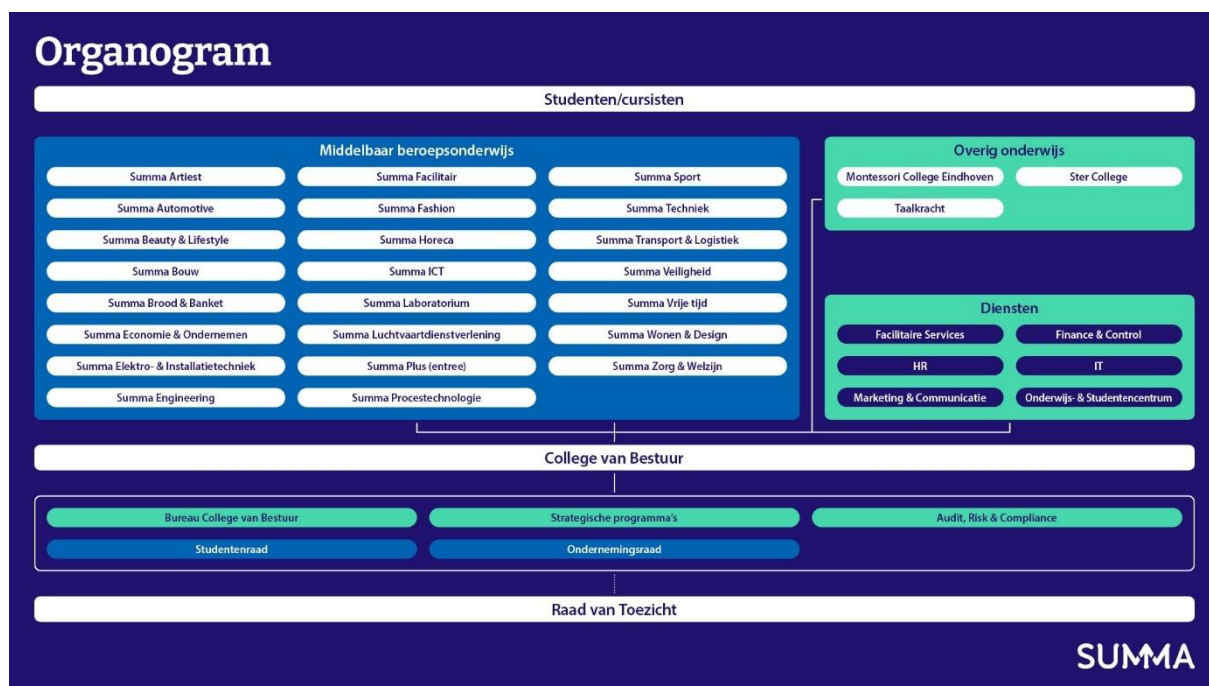 Organogram
Studenten/cursisten
Middelbaar beroepsonderwijs
Summa Artiest
Summa Facilitair
Summa Sport
Summa Automotive
Summa Fashion
Summa Techniek
Summa Beauty & Lifestyle
Summa Horeca
Summa Transport & Logistiek
Summa Bouw
Summa ICT
Summa Veiligheid
Summa Brood & Banket
Summa Laboratorium
Summa Vrije tijd
Summa Economie & Ondernemen
Summa Luchtvaartdienstverlening
Summa Wonen & Design
Summa Elektro- & Installatietechniek
Summa Plus (entree)
Summa Zorg & Welzijn
Summa Engineering
Summa Procestechnologie
Overig onderwijs
Montessori College Eindhoven
Ster College
Taalkracht
Diensten
Facilitaire Services
Finance & Control
HR
IT
Marketing & Communicatie
Onderwijs- & Studentencentrum
College van Bestuur
Bureau College van Bestuur
Strategische programma's
Audit, Risk & Compliance
Studentenraad
Ondernemingsraad
Raad van Toezicht
SUMMA